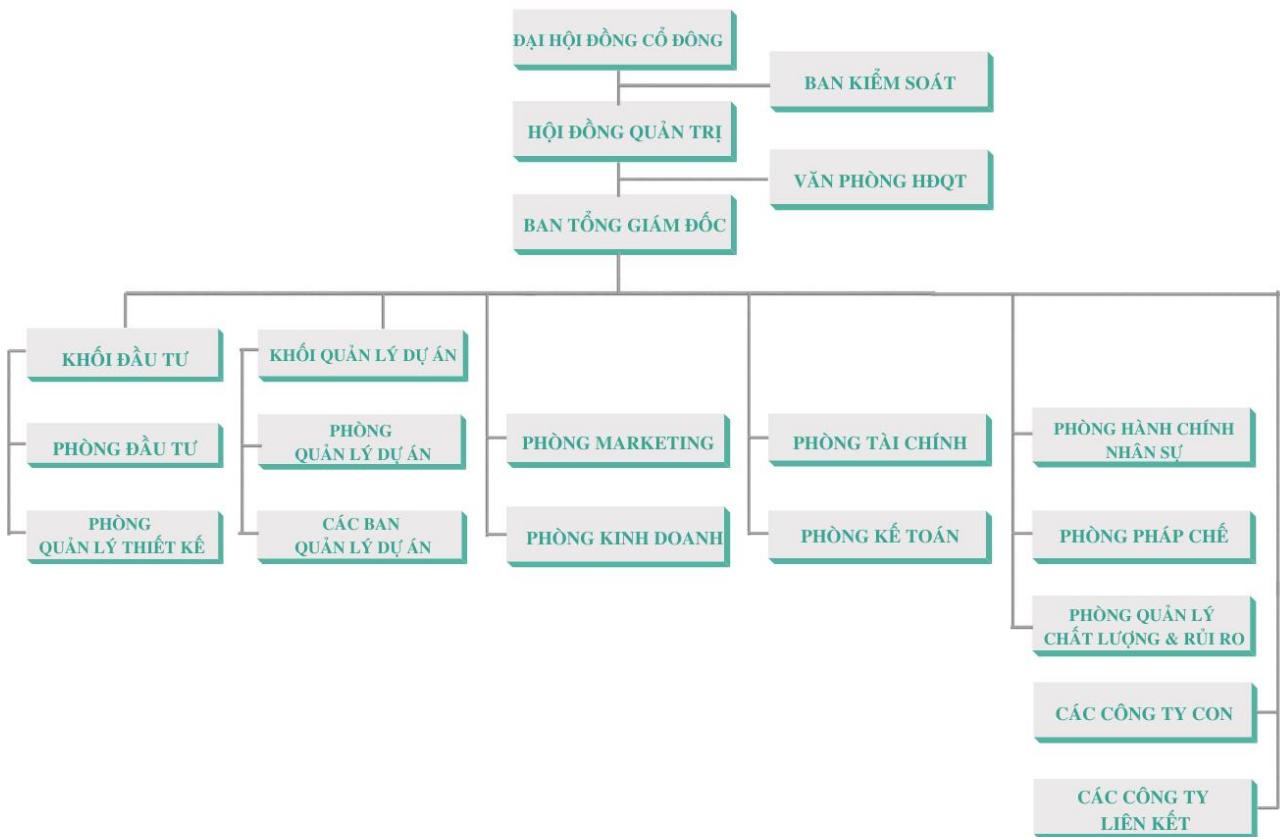 ĐẠI HỘI ĐỒNG CỔ ĐÔNG
BAN KIỂM SOÁT
HỘI ĐỒNG QUẢN TRỊ
VĂN PHÒNG HĐQT
BAN TỔNG GIÁM ĐỐC
KHỐI ĐẦU TƯ
KHỐI QUẢN LÝ DỰ ÁN
PHÒNG ĐẦU TƯ
PHÒNG
QUẢN LÝ DỰ ÁN
PHÒNG MARKETING
PHÒNG TÀI CHÍNH
PHÒNG HÀNH CHÍNH
NHÂN SỰ
PHÒNG
QUẢN LÝ THIẾT KẾ
CÁC BAN
QUẢN LÝ DỰ ÁN
PHÒNG KINH DOANH
PHÒNG KẾ TOÁN
PHÒNG PHÁP CHẾ
PHÒNG QUẢN LÝ
CHẤT LƯỢNG & RỦI RO
CÁC CÔNG TY CON
CÁC CÔNG TY
LIÊN KẾT